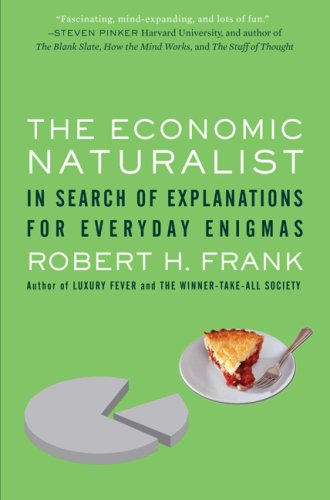 "Fascinating, mind-expanding, and lots of fun."
—STEVEN PINKER Harvard University, and author of
The Blank Slate, How the Mind Works, and The Stuff of Thought
THE ECONOMIC
NATURALIST
IN SEARCH OF EXPLANATIONS
FOR EVERYDAY ENIGMAS
ROBERT H. FRANK
Author of LUXURY FEVER and THE WINNER-TAKE-ALL SOCIETY